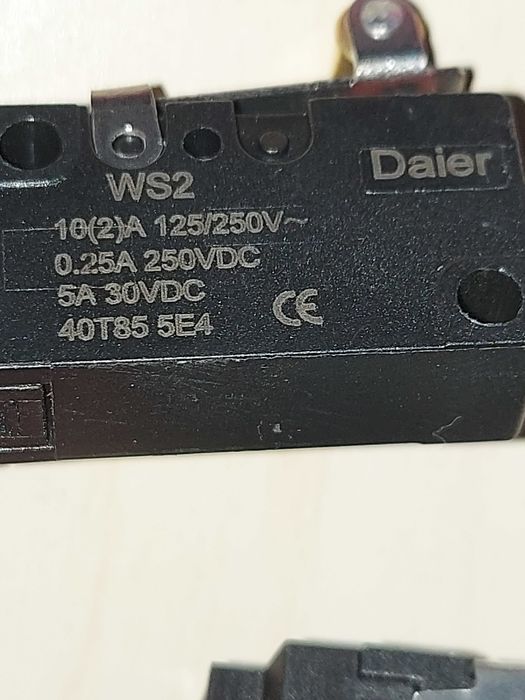 Daier
WS2
10(2)A 125/250V~
0.25A 250VDC
5A 30VDC
40T85 5E4
CE